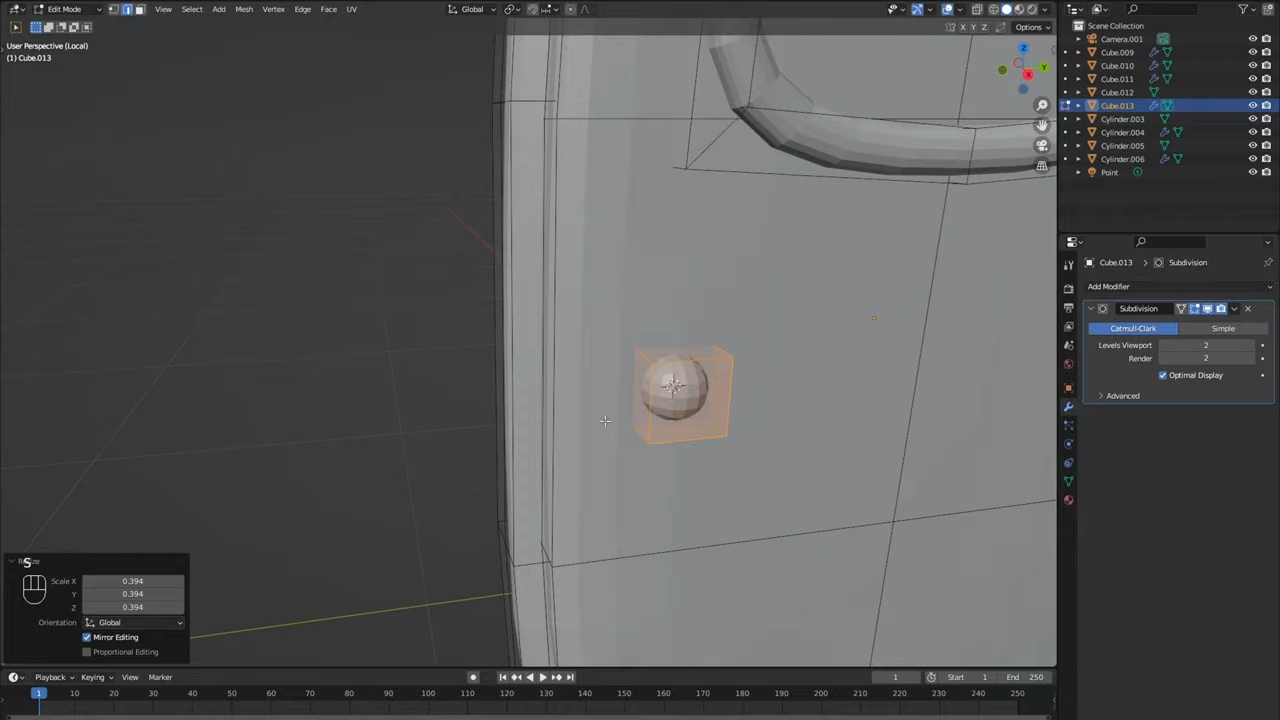 Edit Mode View Select Add Mesh Vertex Edge Face UV Global
X Y Z Options
User Perspective (Local)
(1) Cube.013
Z
Y
X
Scene Collection
Camera.001
Cube.009
Cube.010
Cube.011
Cube.012
Cube.013
Cylinder.003
Cylinder.004
Cylinder.005
Cylinder.006
Point
Cube.013 Subdivision
Add Modifier
Subdivision
Catmull-Clark Simple
Levels Viewport 2
Render 2
Optimal Display
Advanced
S
Scale X 0.394
Y 0.394
Z 0.394
Orientation Global
Mirror Editing
Proportional Editing
Playback Keying View Marker 1 Start 1 End 250
1 10 20 30 40 50 60 70 80 90 100 110 120 130 140 150 160 170 180 190 200 210 220 230 240 250